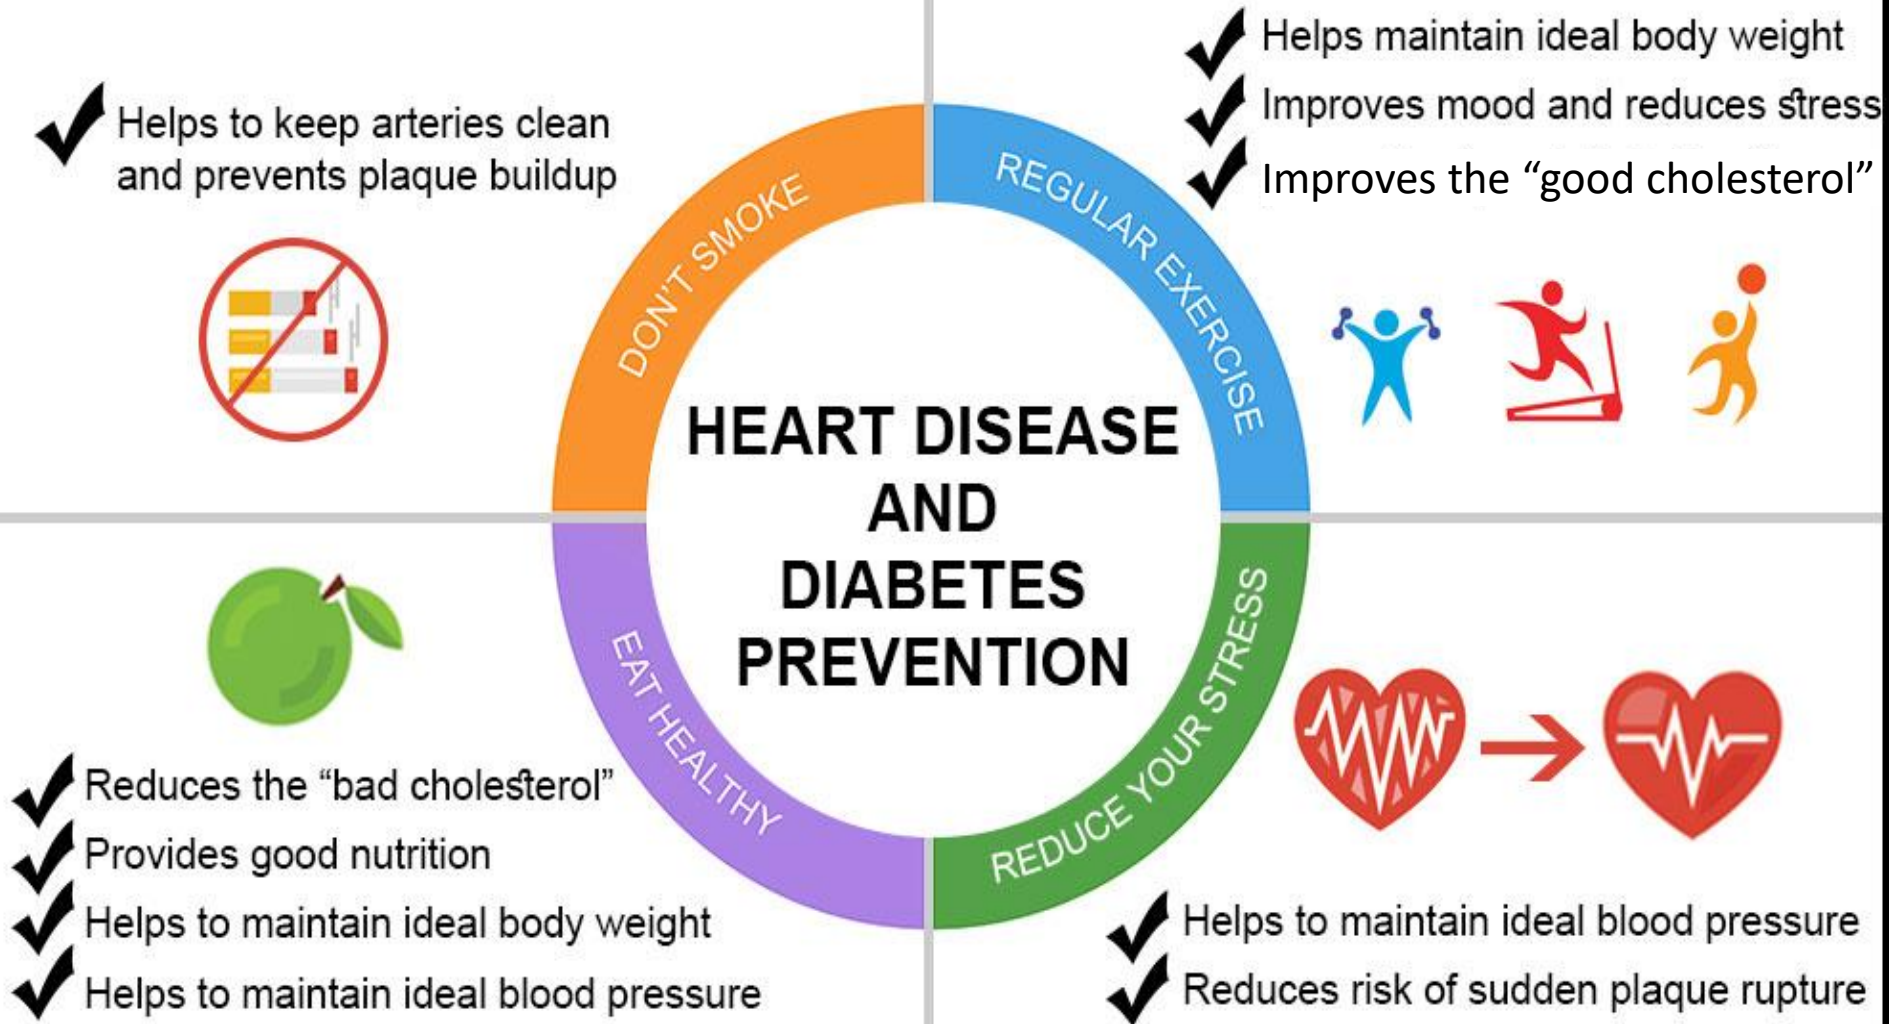 Helps to keep arteries clean
and prevents plaque buildup
DON'T SMOKE
Helps maintain ideal body weight
Improves mood and reduces stress
Improves the “good cholesterol”
REGULAR EXERCISE
HEART DISEASE
AND
DIABETES
PREVENTION
EAT HEALTHY
Reduces the “bad cholesterol”
Provides good nutrition
Helps to maintain ideal body weight
Helps to maintain ideal blood pressure
REDUCE YOUR STRESS
Helps to maintain ideal blood pressure
Reduces risk of sudden plaque rupture